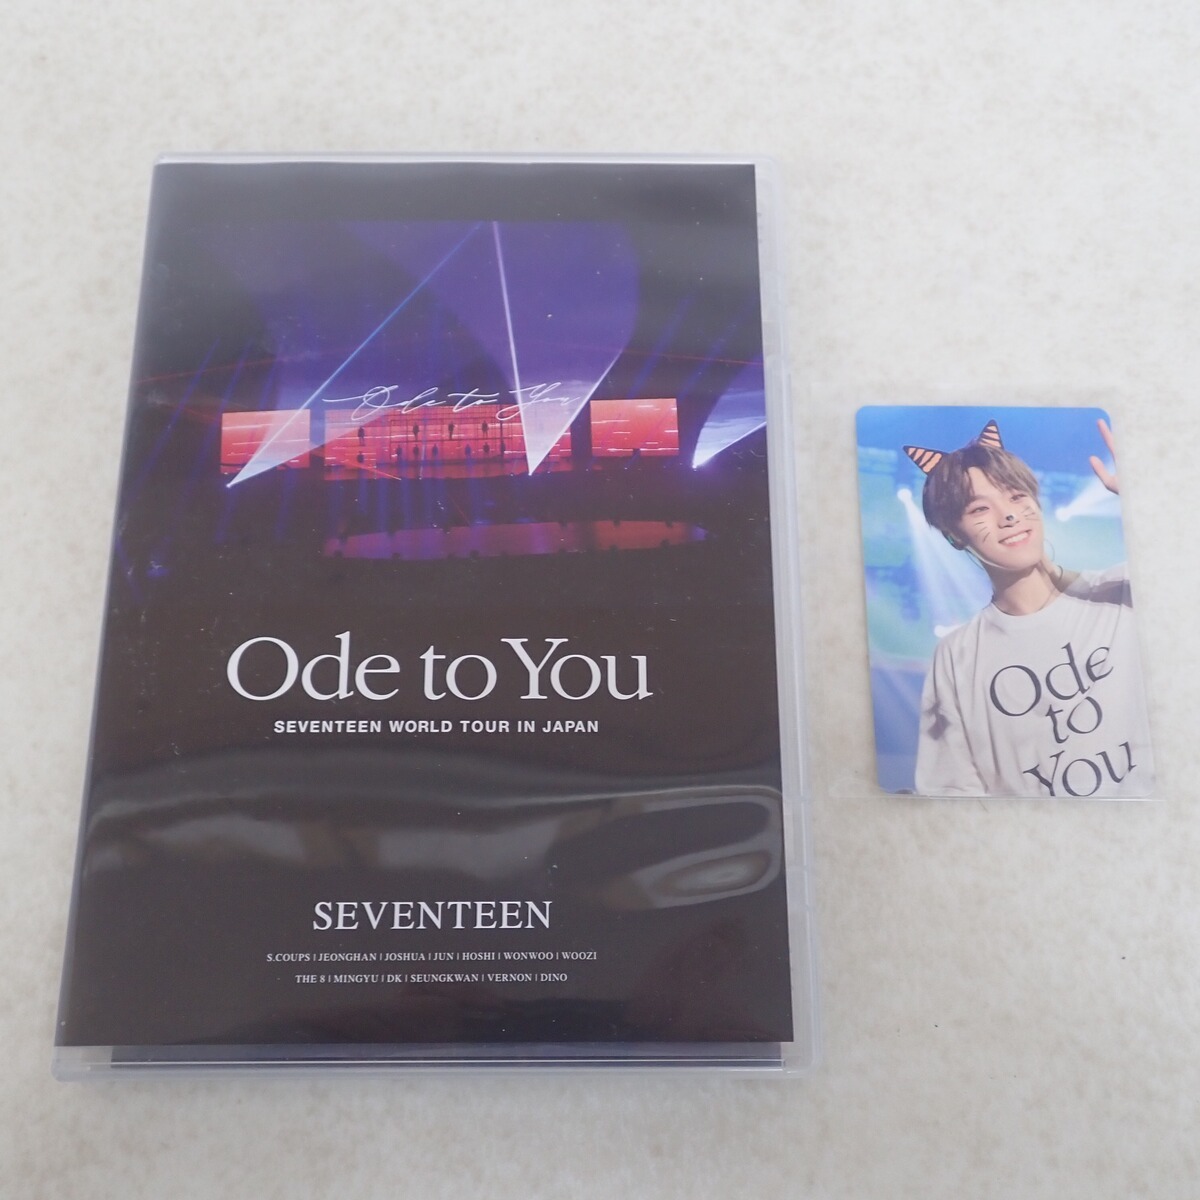 Ode to You
Ode to You
SEVENTEEN WORLD TOUR IN JAPAN
SEVENTEEN
S.COUPS | JEONGHAN | JOSHUA | JUN | HOSHI | WONWOO | WOOZI
THE 8 | MINGYU | DK | SEUNGKWAN | VERNON | DINO
Ode
to
You